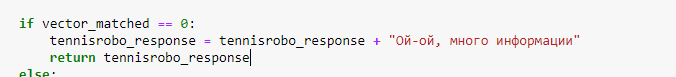 if vector_matched == 0:
    tennisrobo_response = tennisrobo_response + "Ой-ой, много информации"
    return tennisrobo_response
else: